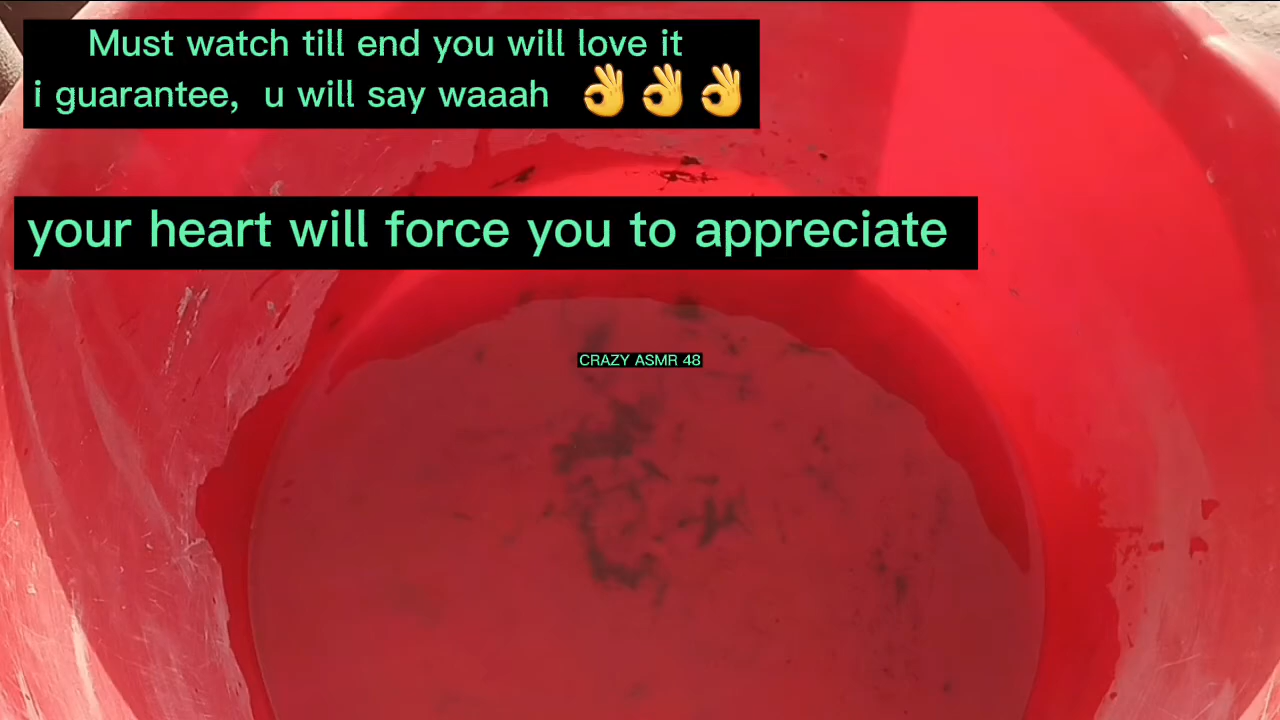 Must watch till end you will love it
i guarantee, u will say waaah 👌👌👌
your heart will force you to appreciate
CRAZY ASMR 48